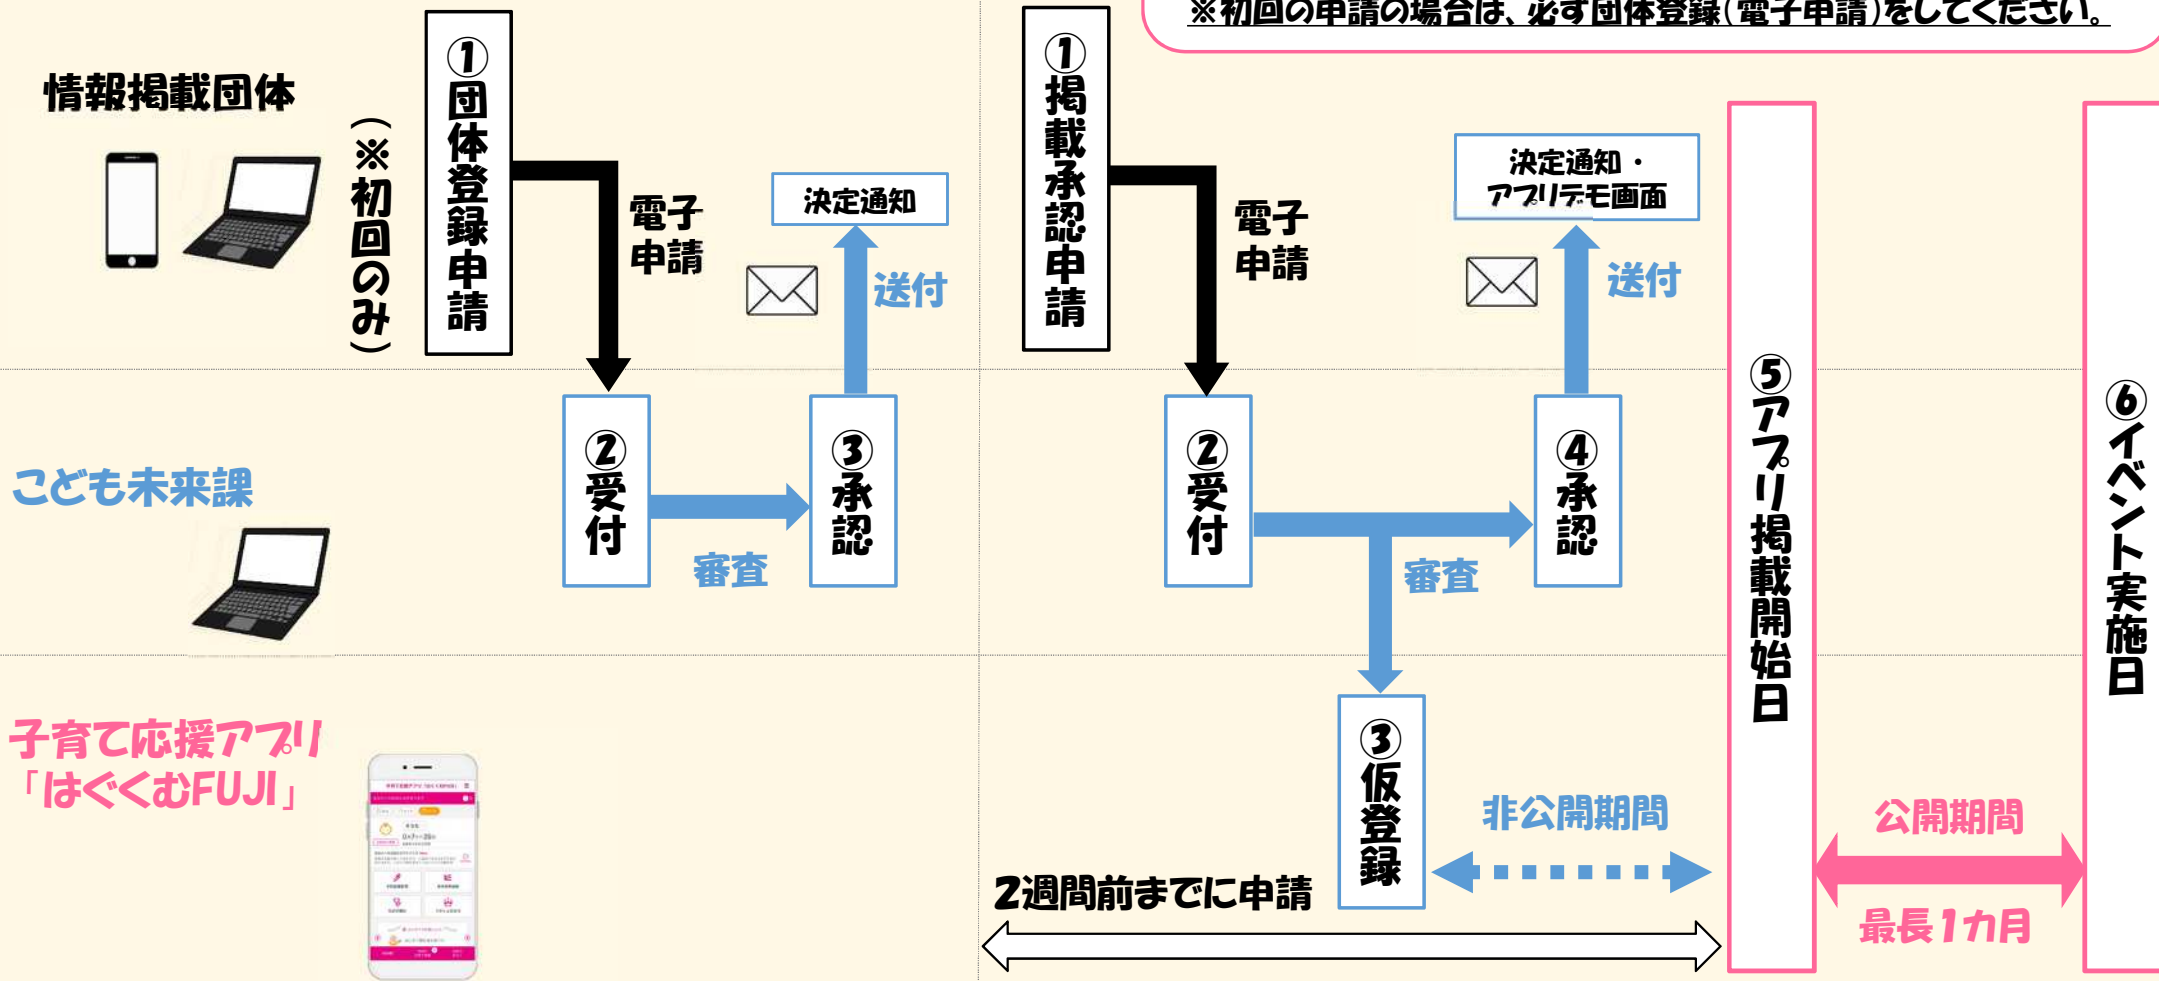 ※初回の申請の場合は、必ず団体登録(電子申請)をしてください。
情報掲載団体
(※初回のみ)
①団体登録申請
電子
申請
決定通知
送付
①掲載承認申請
電子
申請
決定通知・
アプリデモ画面
送付
こども未来課
②受付
審査
③承認
②受付
審査
④承認
⑤アプリ掲載開始日
⑥イベント実施日
子育て応援アプリ
「はぐくむFUJI」
③仮登録
非公開期間
公開期間
最長1カ月
2週間前までに申請